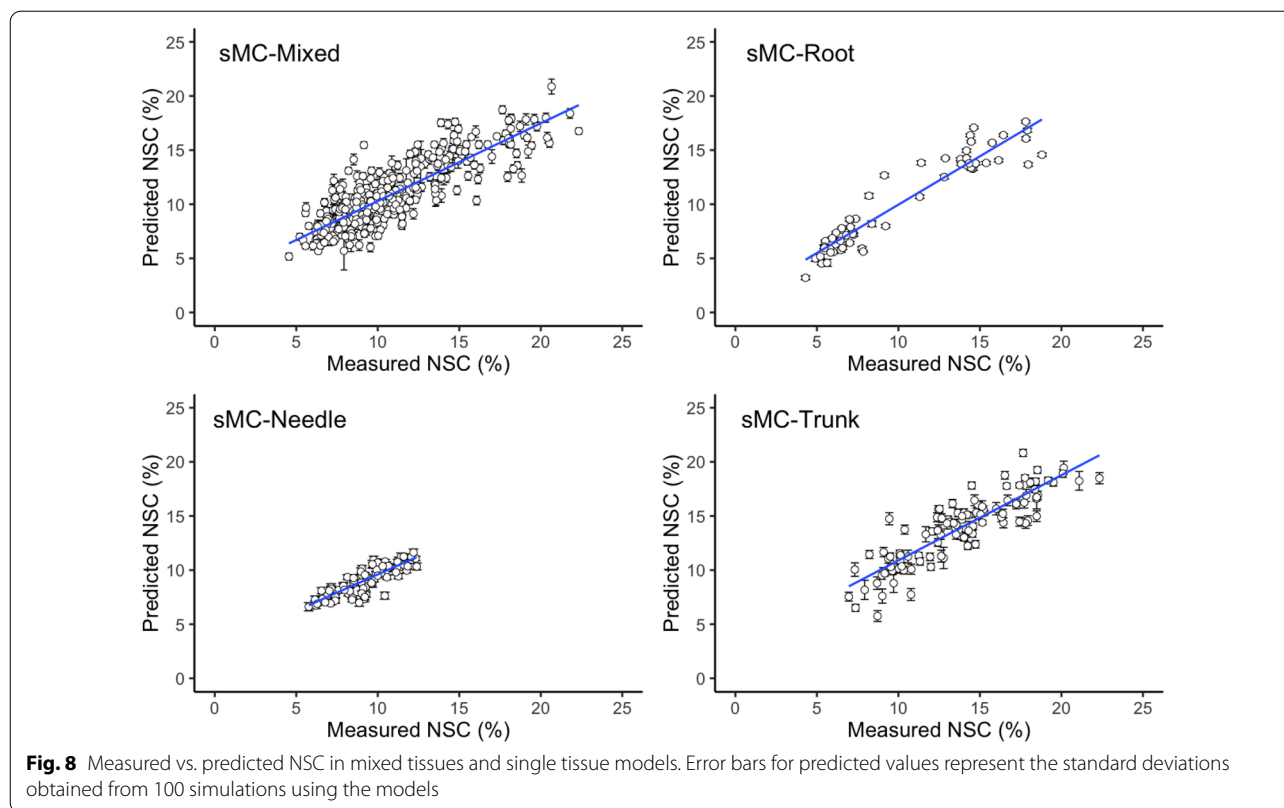 sMC-Mixed
Predicted NSC (%)
25
20
15
10
5
0
0 5 10 15 20 25
Measured NSC (%)
sMC-Root
Predicted NSC (%)
25
20
15
10
5
0
0 5 10 15 20 25
Measured NSC (%)
sMC-Needle
Predicted NSC (%)
25
20
15
10
5
0
0 5 10 15 20 25
Measured NSC (%)
sMC-Trunk
Predicted NSC (%)
25
20
15
10
5
0
0 5 10 15 20 25
Measured NSC (%)
Fig. 8 Measured vs. predicted NSC in mixed tissues and single tissue models. Error bars for predicted values represent the standard deviations
obtained from 100 simulations using the models